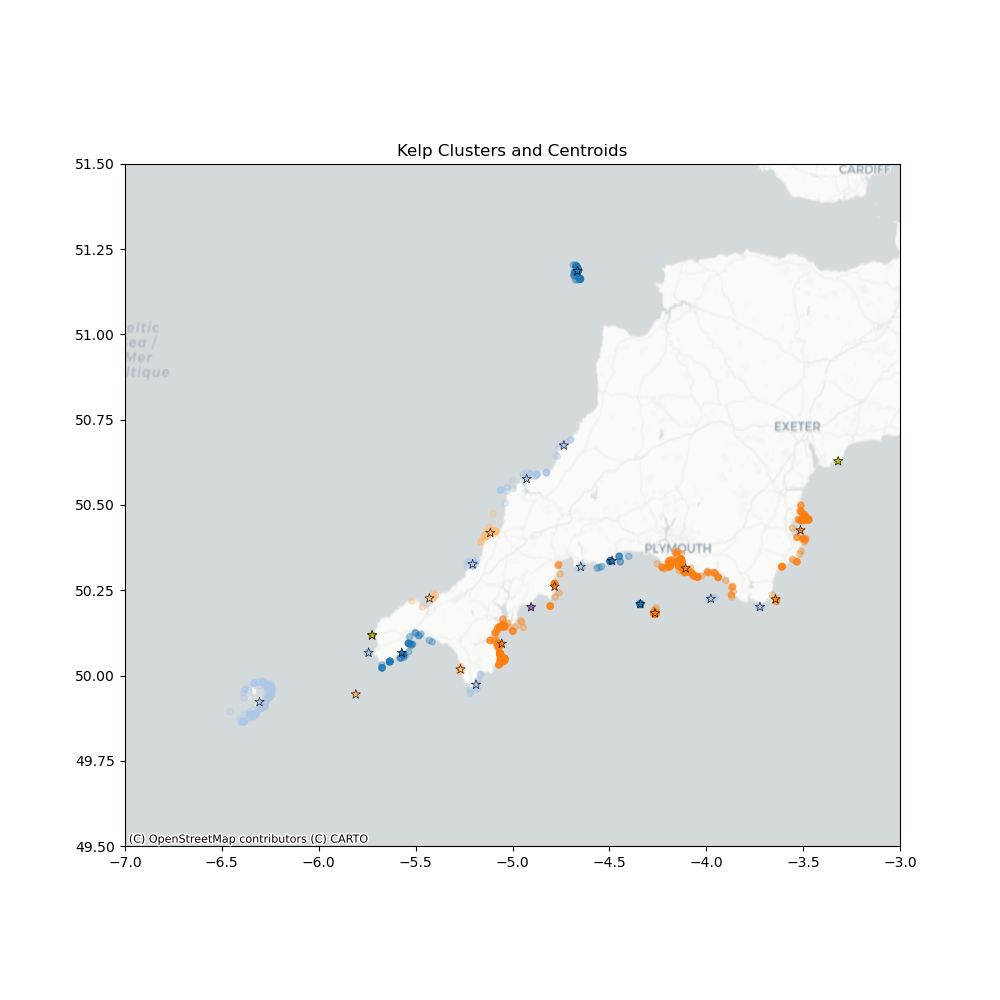 Kelp Clusters and Centroids
51.50
CARDIFF
51.25
51.00
eltic
ea /
Mer
ltique
50.75
EXETER
50.50
PLYMOUTH
50.25
50.00
49.75
(C) OpenStreetMap contributors (C) CARTO
49.50
−7.0 −6.5 −6.0 −5.5 −5.0 −4.5 −4.0 −3.5 −3.0